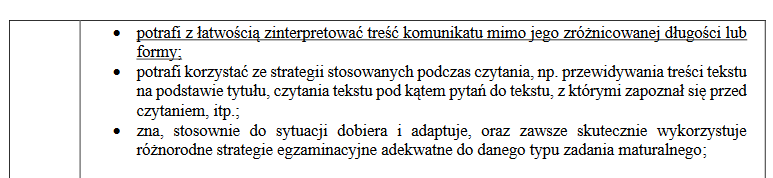 • potrafi z łatwością zinterpretować treść komunikatu mimo jego zróżnicowanej długości lub
formy;
• potrafi korzystać ze strategii stosowanych podczas czytania, np. przewidywania treści tekstu
na podstawie tytułu, czytania tekstu pod kątem pytań do tekstu, z którymi zapoznał się przed
czytaniem, itp.;
• zna, stosownie do sytuacji dobiera i adaptuje, oraz zawsze skutecznie wykorzystuje
różnorodne strategie egzaminacyjne adekwatne do danego typu zadania maturalnego;